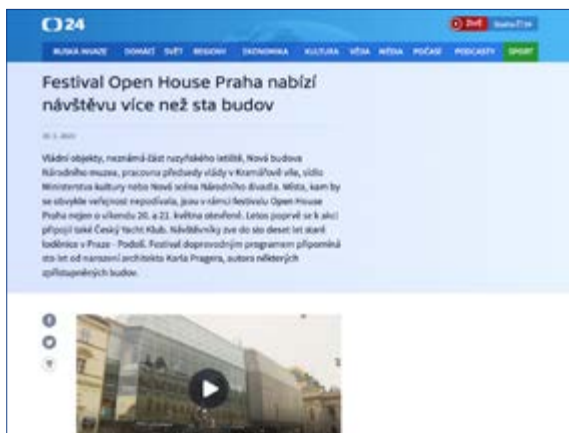 24
ŽIVĚ
RUSKÁ INVAZE DOMÁCÍ SVĚT REGIONY EKONOMIKA KULTURA VĚDA MÉDIA POČASÍ PODCASTY SPORT
Festival Open House Praha nabízí
návštěvu více než sta budov
Vládní objekty, neznámá část ruzyňského letiště, Nová budova
Národního muzea, pracovna předsedy vlády v Kramářově vile, sídlo
Ministerstva kultury nebo Nová scéna Národního divadla. Místa, kam by
se obvykle veřejnost nepodívala, jsou v rámci festivalu Open House
Praha nejen o víkendu 20. a 21. května otevřené. Letos poprvé se k akci
připojí také Český Yacht Klub. Návštěvníky zve do sto deset let staré
loděnice v Praze - Podolí. Festival doprovodným programem připomíná
sto let od narození architekta Karla Pragera, autora některých
zpřístupněných budov.